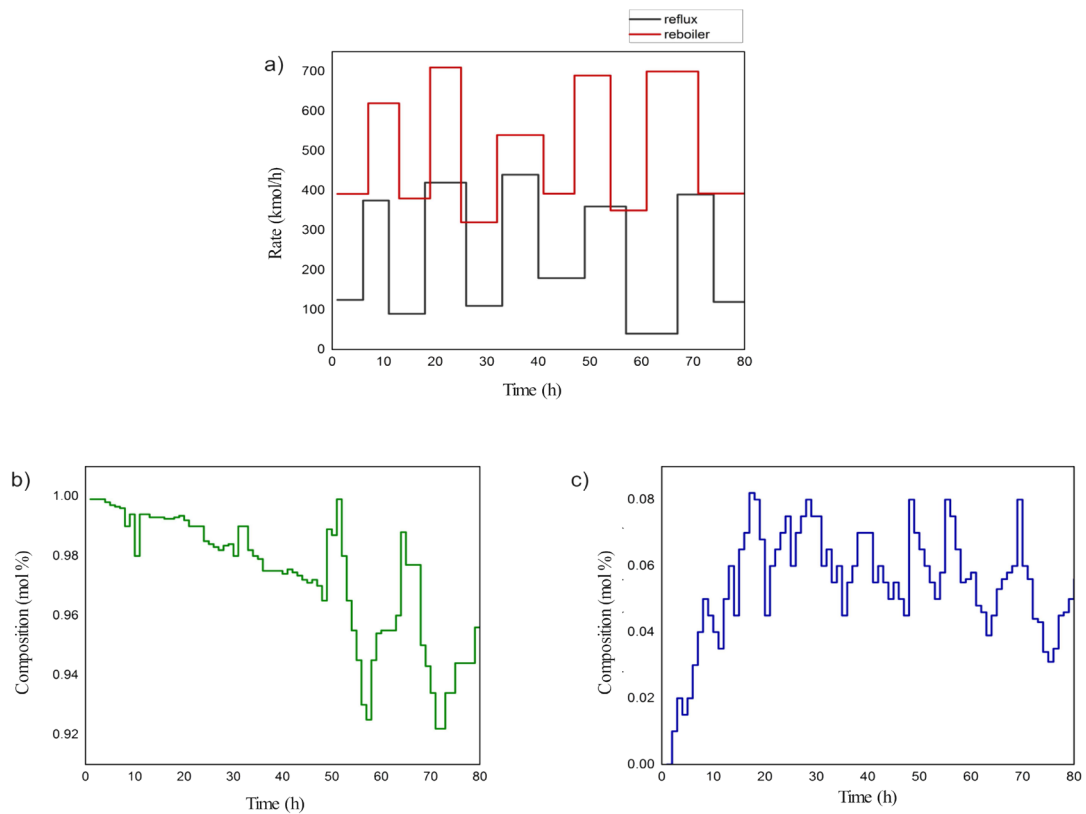 reflux
reboiler
a)
700
600
500
400
300
200
100
0
Rate (kmol/h)
0 10 20 30 40 50 60 70 80
Time (h)
b)
1.00
0.98
0.96
0.94
0.92
Composition (mol %)
0 10 20 30 40 50 60 70 80
Time (h)
c)
0.08
0.06
0.04
0.02
0.00
Composition (mol %)
0 10 20 30 40 50 60 70 80
Time (h)